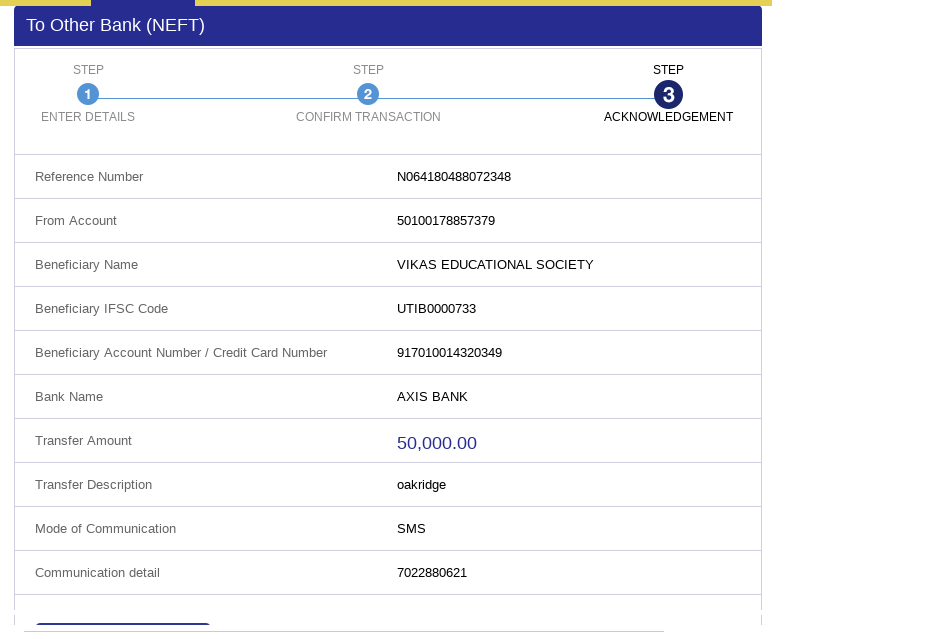 To Other Bank (NEFT)
STEP STEP STEP
1 2 3
ENTER DETAILS CONFIRM TRANSACTION ACKNOWLEDGEMENT
Reference Number N064180488072348
From Account 50100178857379
Beneficiary Name VIKAS EDUCATIONAL SOCIETY
Beneficiary IFSC Code UTIB0000733
Beneficiary Account Number / Credit Card Number 917010014320349
Bank Name AXIS BANK
Transfer Amount 50,000.00
Transfer Description oakridge
Mode of Communication SMS
Communication detail 7022880621